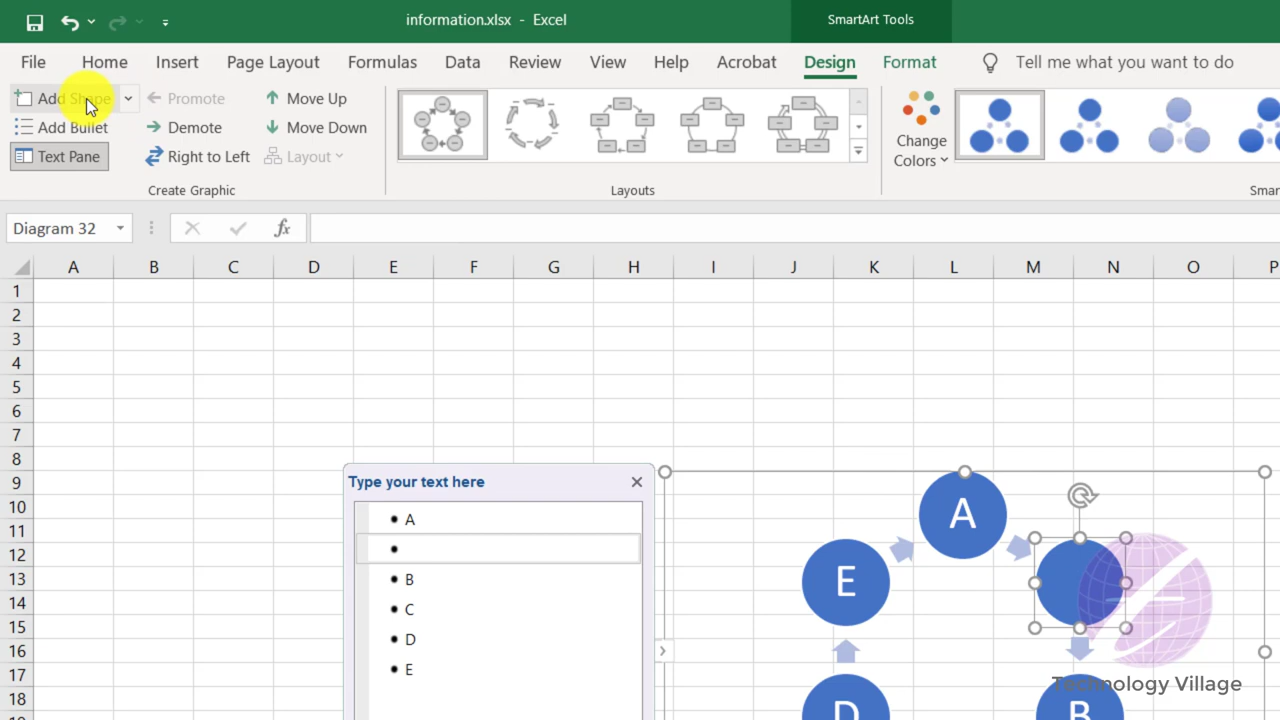 information.xlsx - Excel
SmartArt Tools
File Home Insert Page Layout Formulas Data Review View Help Acrobat Design Format Tell me what you want to do
Add Shape Promote Move Up
Add Bullet Demote Move Down
Text Pane Right to Left Layout
Change
Colors
Create Graphic Layouts Smar
Diagram 32 fx
A B C D E F G H I J K L M N O P
1
2
3
4
5
6
7
8
9
10
11
12
13
14
15
16
17
18
Type your text here
A
B
C
D
E
A
E
D
B
Technology Village